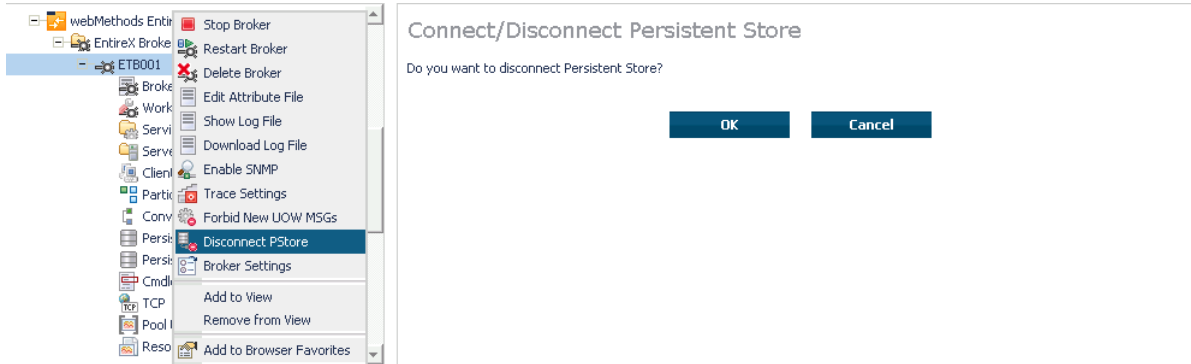 webMethods Entir
EntireX Broke
ETB001
Broke
Work
Servi
Serve
Client
Partic
Conv
Persis
Persis
Cmdl
TCP
Pool
Reso
Stop Broker
Restart Broker
Delete Broker
Edit Attribute File
Show Log File
Download Log File
Enable SNMP
Trace Settings
Forbid New UOW MSGs
Disconnect PStore
Broker Settings
Add to View
Remove from View
Add to Browser Favorites
Connect/Disconnect Persistent Store
Do you want to disconnect Persistent Store?
OK
Cancel